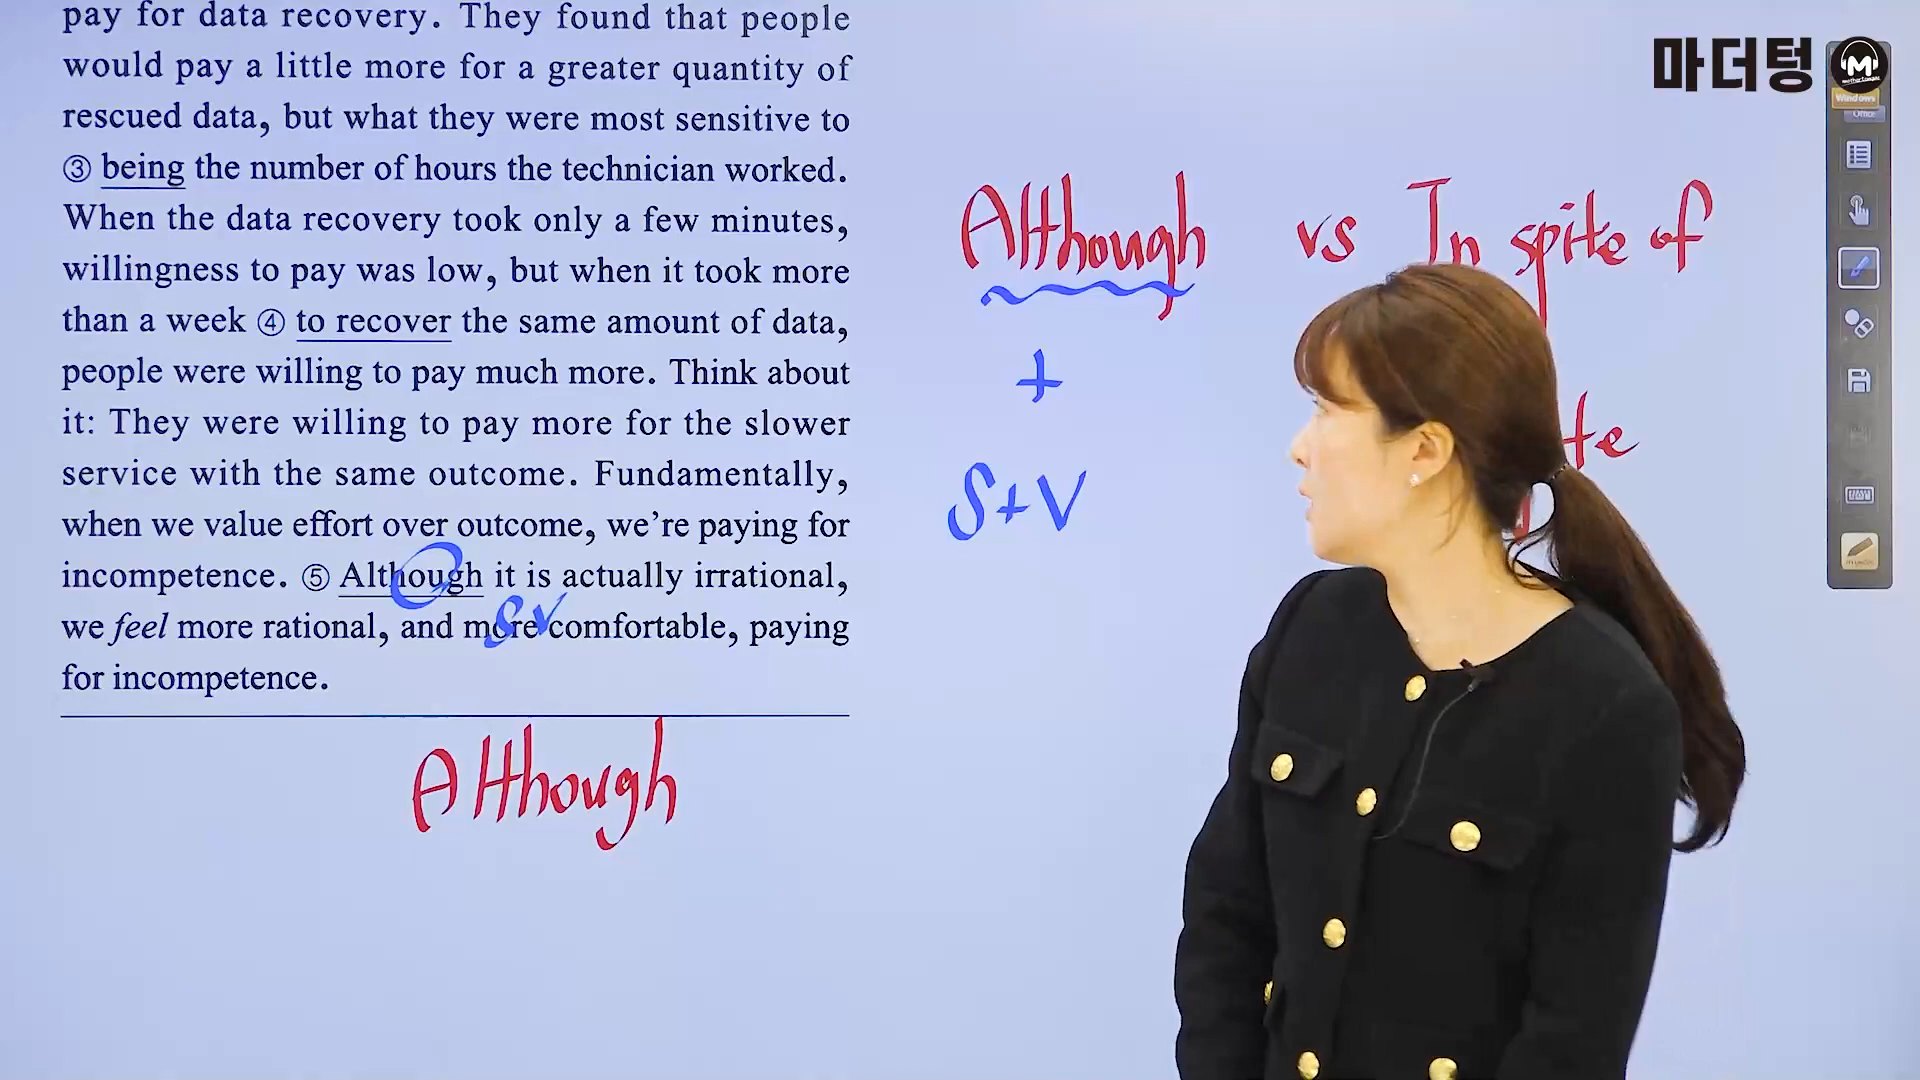 pay for data recovery. They found that people
would pay a little more for a greater quantity of
rescued data, but what they were most sensitive to
③ being the number of hours the technician worked.
When the data recovery took only a few minutes,
willingness to pay was low, but when it took more
than a week ④ to recover the same amount of data,
people were willing to pay much more. Think about
it: They were willing to pay more for the slower
service with the same outcome. Fundamentally,
when we value effort over outcome, we’re paying for
incompetence. ⑤ Although it is actually irrational,
we feel more rational, and more comfortable, paying
for incompetence.
S V
Although
Although vs In spite of
+
S+V
마더텅
M
Windows